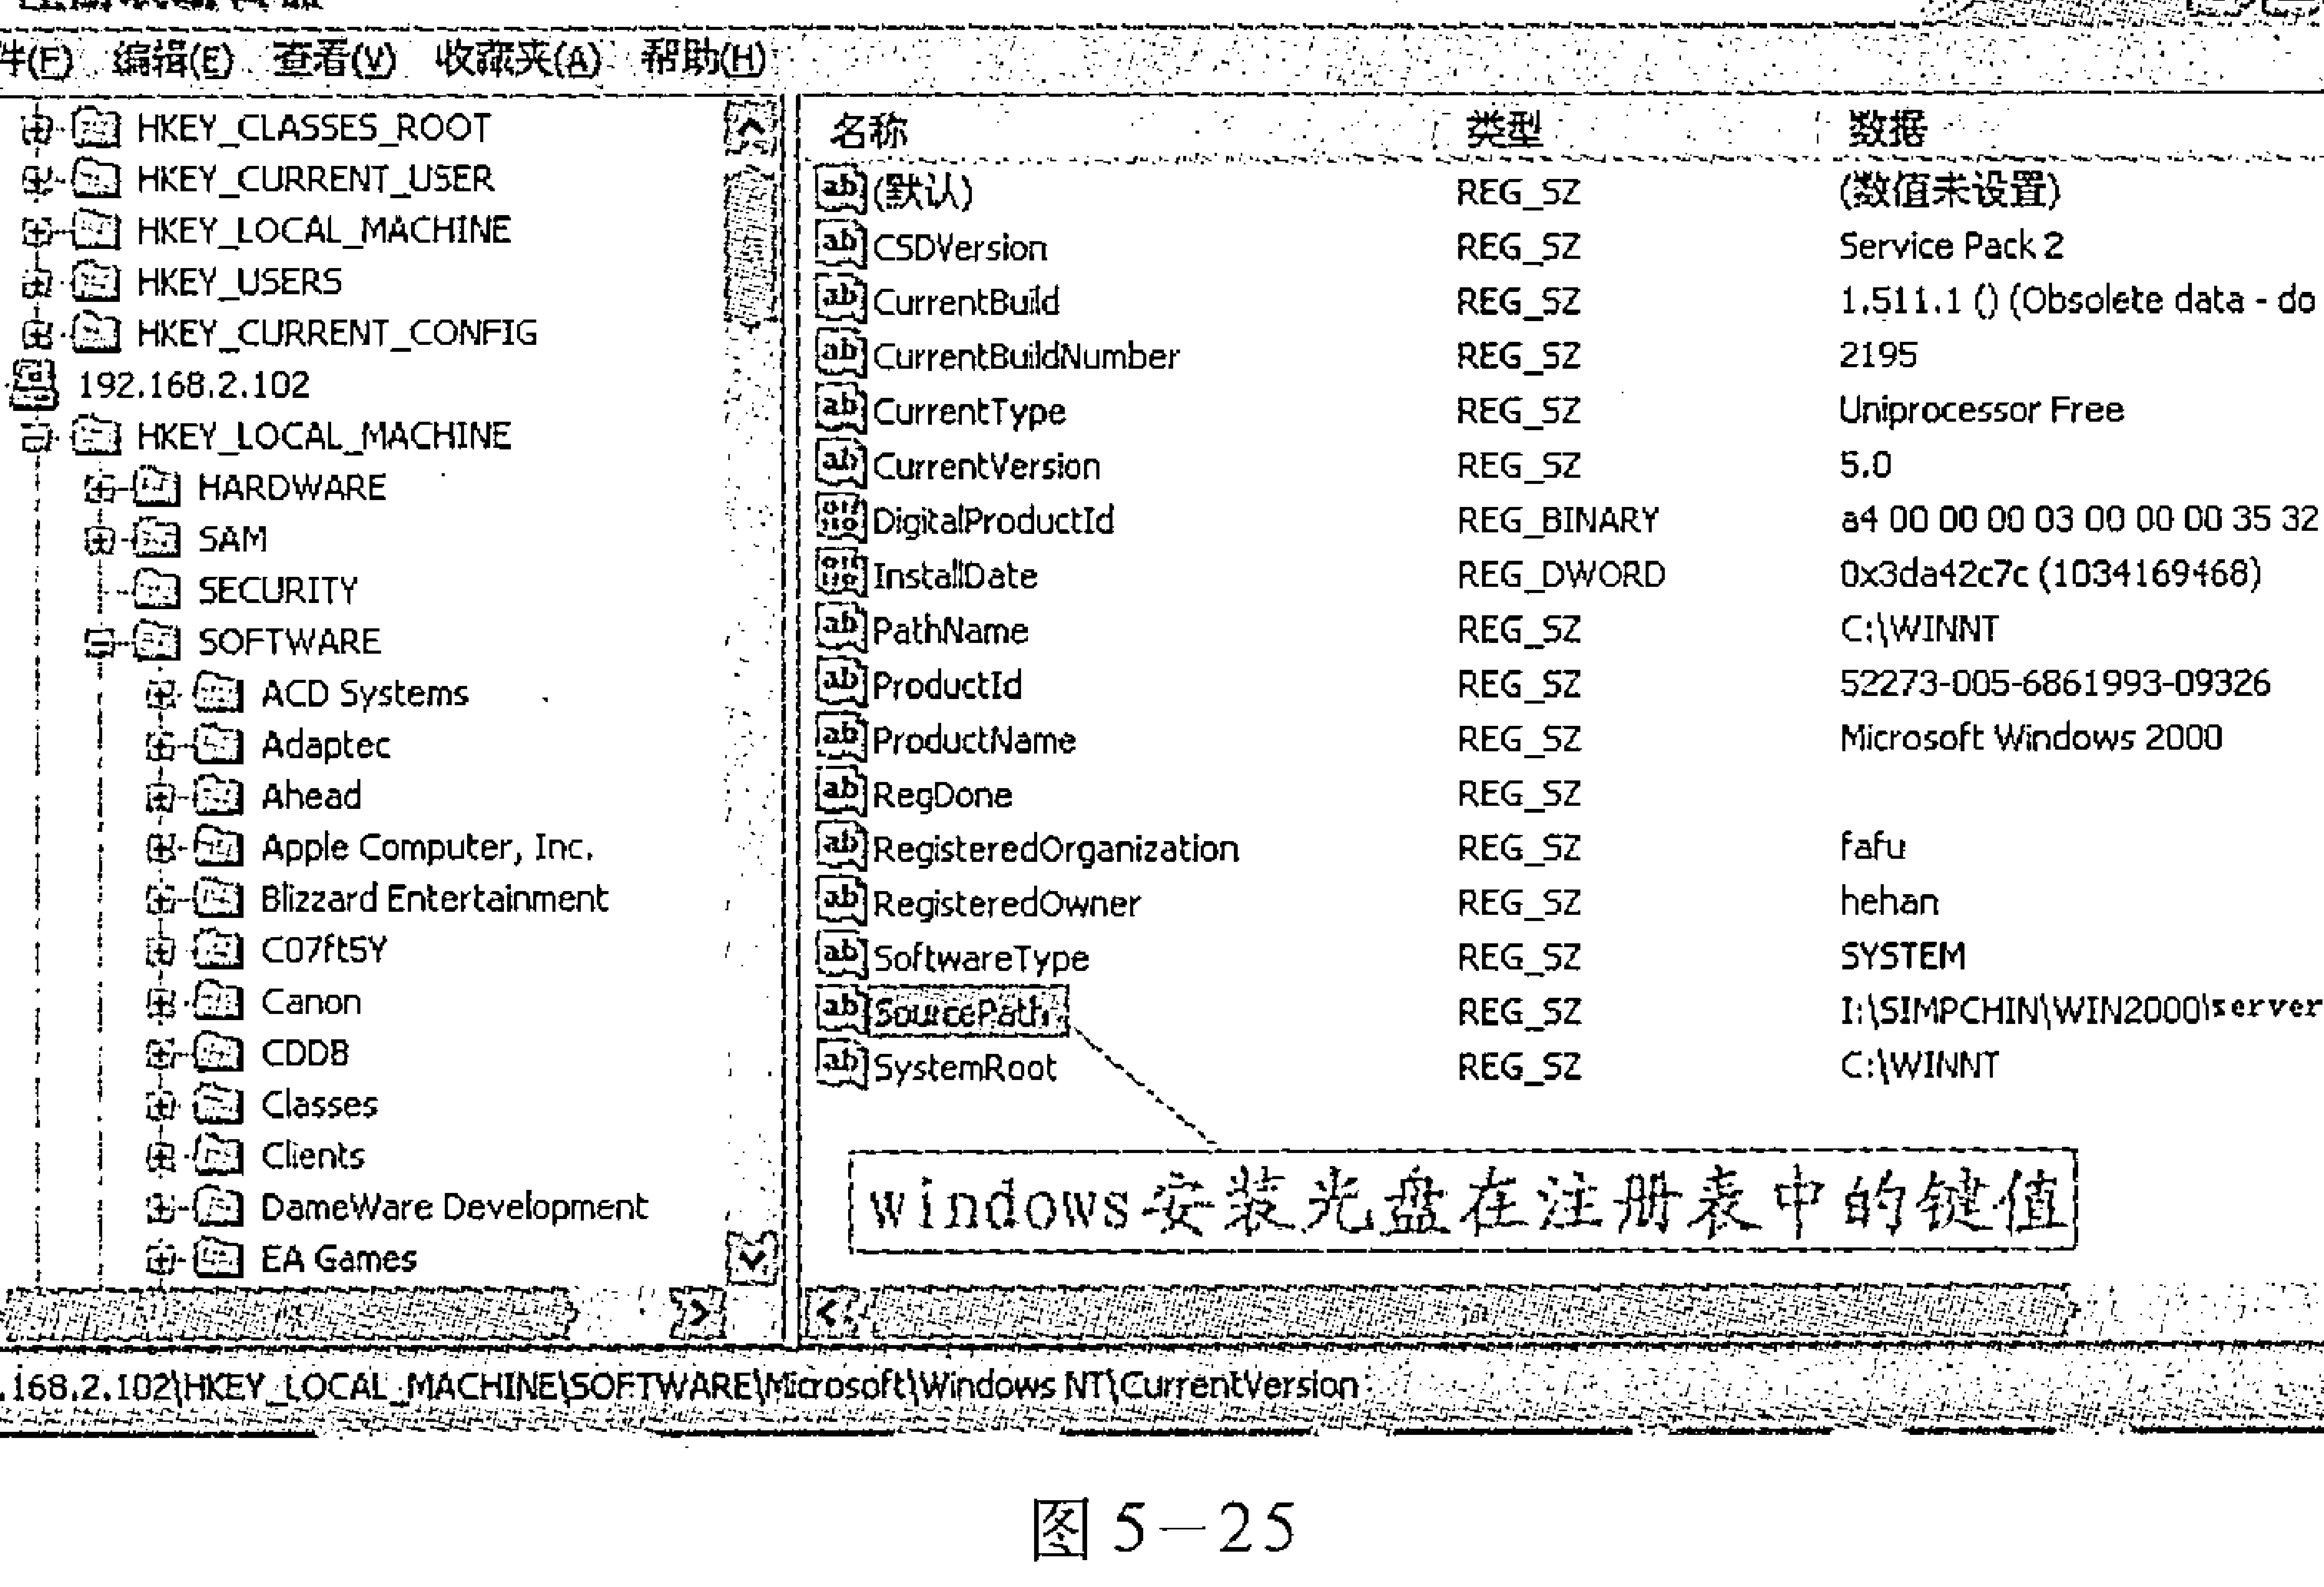 件(F) 编辑(E) 查看(V) 收藏夹(A) 帮助(H)
HKEY_CLASSES_ROOT
HKEY_CURRENT_USER
HKEY_LOCAL_MACHINE
HKEY_USERS
HKEY_CURRENT_CONFIG
192.168.2.102
HKEY_LOCAL_MACHINE
HARDWARE
SAM
SECURITY
SOFTWARE
ACD Systems
Adaptec
Ahead
Apple Computer, Inc.
Blizzard Entertainment
C07ft5Y
Canon
CDDB
Classes
Clients
DameWare Development
EA Games
名称 类型 数据
(默认) REG_SZ (数值未设置)
CSDVersion REG_SZ Service Pack 2
CurrentBuild REG_SZ 1.511.1 () (Obsolete data - do
CurrentBuildNumber REG_SZ 2195
CurrentType REG_SZ Uniprocessor Free
CurrentVersion REG_SZ 5.0
DigitalProductId REG_BINARY a4 00 00 00 03 00 00 00 35 32
InstallDate REG_DWORD 0x3da42c7c (1034169468)
PathName REG_SZ C:\WINNT
ProductId REG_SZ 52273-005-6861993-09326
ProductName REG_SZ Microsoft Windows 2000
RegDone REG_SZ
RegisteredOrganization REG_SZ fafu
RegisteredOwner REG_SZ hehan
SoftwareType REG_SZ SYSTEM
SourcePath REG_SZ I:\SIMPCHIN\WIN2000\server
SystemRoot REG_SZ C:\WINNT
windows安装光盘在注册表中的键值
.168.2.102\HKEY_LOCAL_MACHINE\SOFTWARE\Microsoft\Windows NT\CurrentVersion
图 5－25